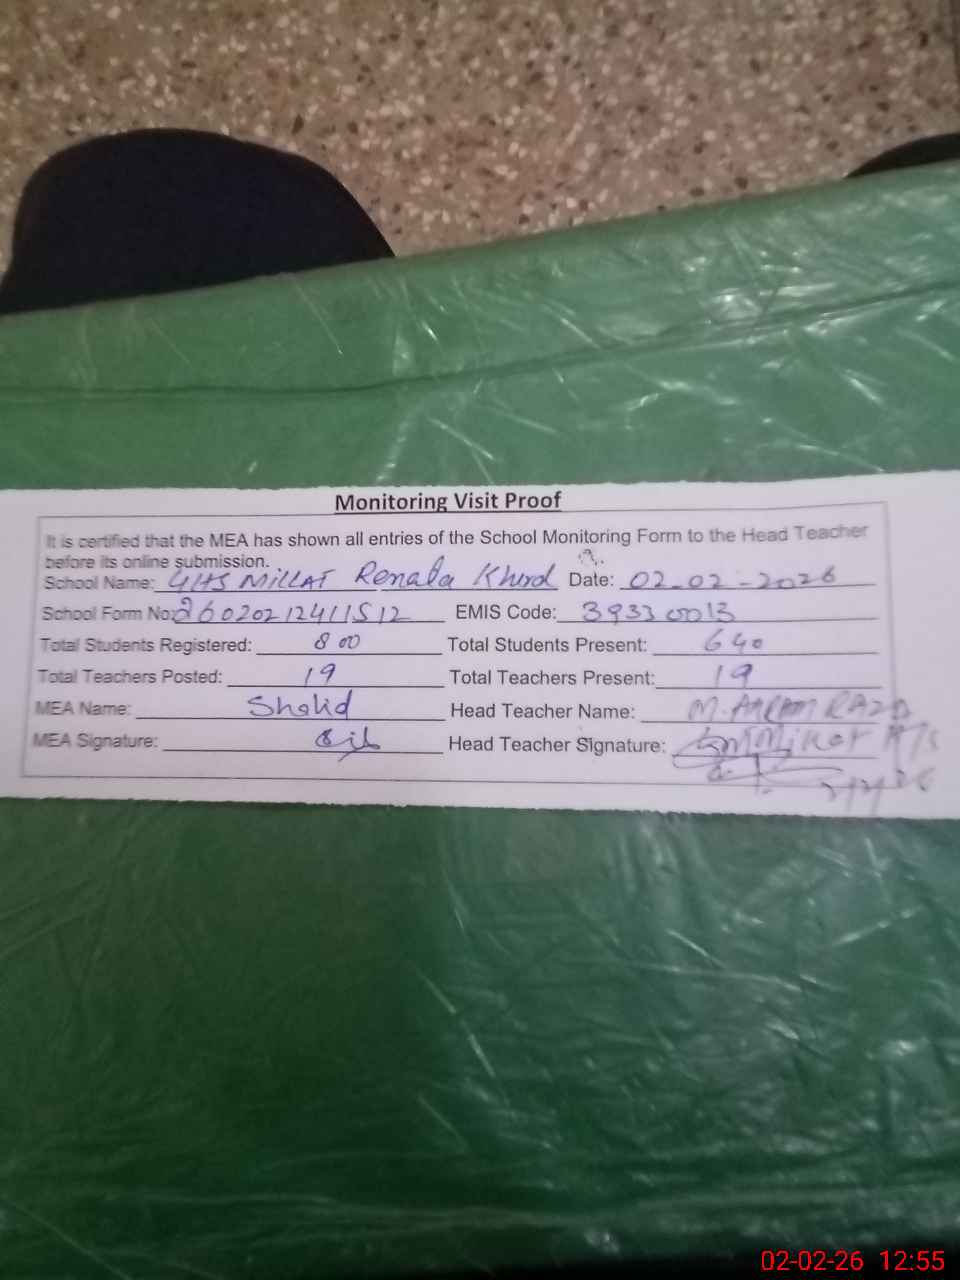 Monitoring Visit Proof
It is certified that the MEA has shown all entries of the School Monitoring Form to the Head Teacher
before its online submission.
School Name: GHS MILLAT Renala Khurd Date: 02-02-2026
School Form No: 26020212411512 EMIS Code: 39330013
Total Students Registered: 800 Total Students Present: 640
Total Teachers Posted: 19 Total Teachers Present: 19
MEA Name: Shahid Head Teacher Name: M. AKRAM RAZA
MEA Signature: Head Teacher Signature:
02-02-26 12:55